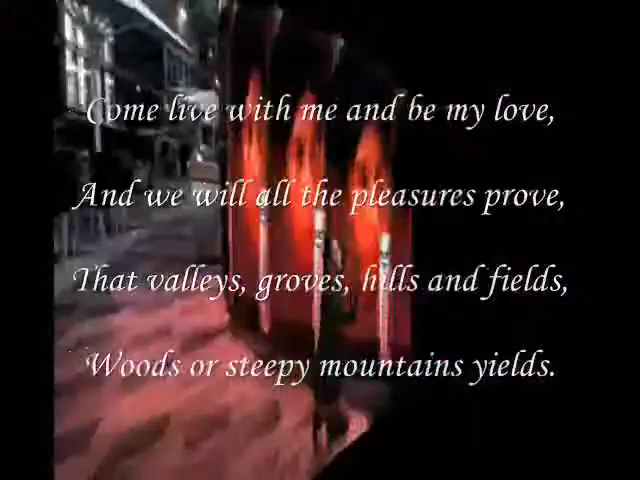 Come live with me and be my love,
And we will all the pleasures prove,
That valleys, groves, hills and fields,
Woods or steepy mountains yields.